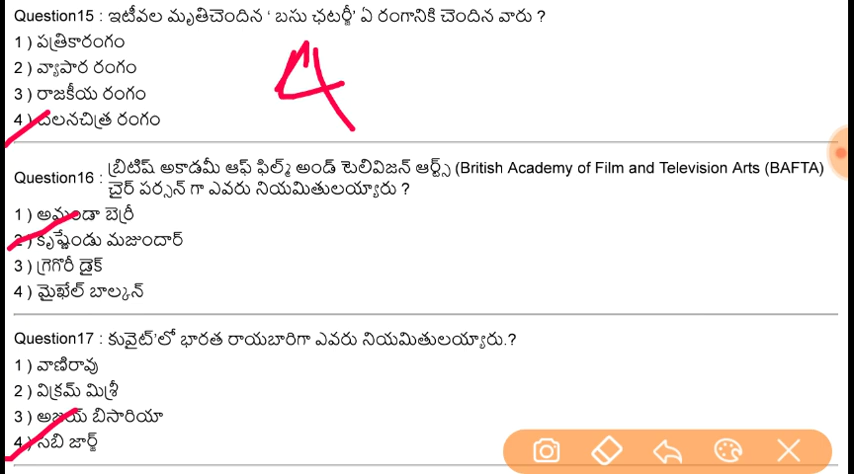 Question15 : ఇటీవల మృతిచెందిన ‘ బసు ఛటర్జీ’ ఏ రంగానికి చెందిన వారు ?
1 ) పత్రికారంగం
2 ) వ్యాపార రంగం
3 ) రాజకీయ రంగం
4 ) చలనచిత్ర రంగం
4
Question16 : బ్రిటిష్ అకాడమీ ఆఫ్ ఫిల్మ్ అండ్ టెలివిజన్ ఆర్ట్స్ (British Academy of Film and Television Arts (BAFTA)
చైర్ పర్సన్ గా ఎవరు నియమితులయ్యారు ?
1 ) అమండా బెర్రీ
2 ) కృష్ణేందు మజుందార్
3 ) గ్రెగొరీ డైక్
4 ) మైఖేల్ బాల్కన్
Question17 : కువైట్’లో భారత రాయబారిగా ఎవరు నియమితులయ్యారు.?
1 ) వాణిరావు
2 ) విక్రమ్ మిశ్రీ
3 ) అజయ్ బిసారియా
4 ) సిబి జార్జ్